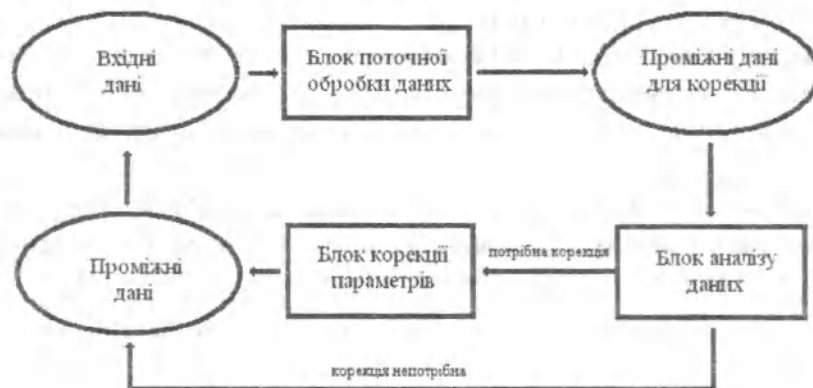 Вхідні
дані
Блок поточної
обробки даних
Проміжні дані
для корекції
Проміжні
дані
Блок корекції
параметрів
потрібна корекція
Блок аналізу
даних
корекція непотрібна